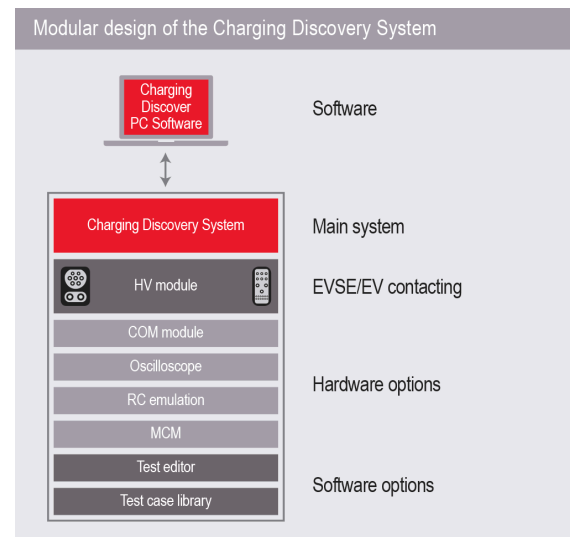 Modular design of the Charging Discovery System
Charging
Discover
PC Software
Software
Charging Discovery System
Main system
HV module
EVSE/EV contacting
COM module
Oscilloscope
RC emulation
MCM
Hardware options
Test editor
Test case library
Software options